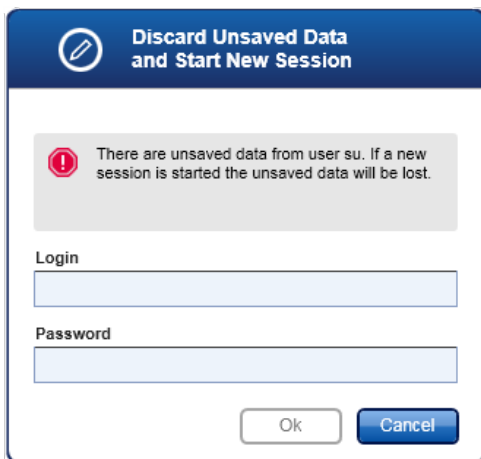 Discard Unsaved Data
and Start New Session
There are unsaved data from user su. If a new
session is started the unsaved data will be lost.
Login
Password
Ok
Cancel